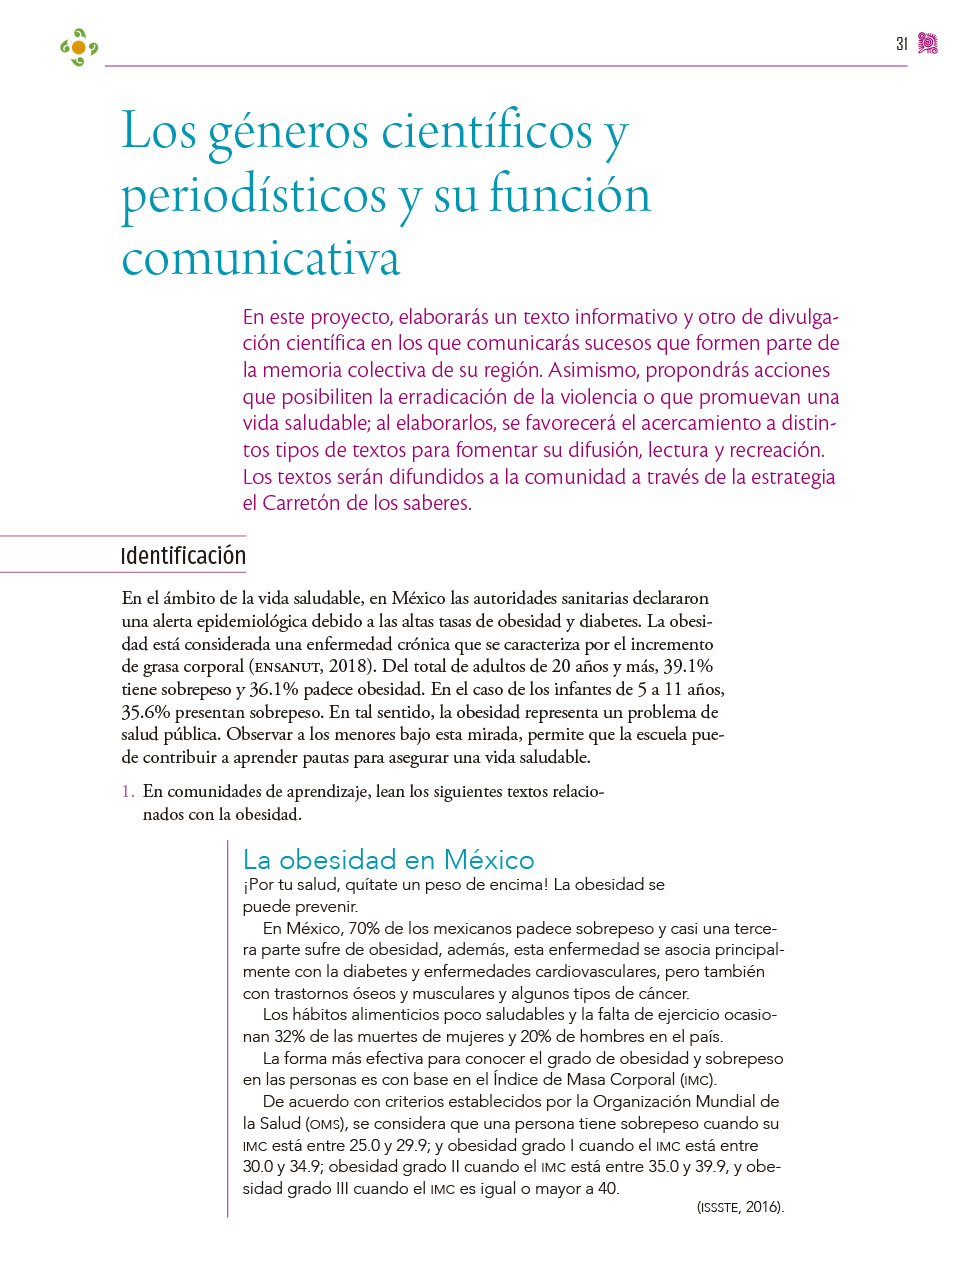 31
Los géneros científicos y
periodísticos y su función
comunicativa
En este proyecto, elaborarás un texto informativo y otro de divulga-
ción científica en los que comunicarás sucesos que formen parte de
la memoria colectiva de su región. Asimismo, propondrás acciones
que posibiliten la erradicación de la violencia o que promuevan una
vida saludable; al elaborarlos, se favorecerá el acercamiento a distin-
tos tipos de textos para fomentar su difusión, lectura y recreación.
Los textos serán difundidos a la comunidad a través de la estrategia
el Carretón de los saberes.
Identificación
En el ámbito de la vida saludable, en México las autoridades sanitarias declararon
una alerta epidemiológica debido a las altas tasas de obesidad y diabetes. La obesi-
dad está considerada una enfermedad crónica que se caracteriza por el incremento
de grasa corporal (ENSANUT, 2018). Del total de adultos de 20 años y más, 39.1%
tiene sobrepeso y 36.1% padece obesidad. En el caso de los infantes de 5 a 11 años,
35.6% presentan sobrepeso. En tal sentido, la obesidad representa un problema de
salud pública. Observar a los menores bajo esta mirada, permite que la escuela pue-
de contribuir a aprender pautas para asegurar una vida saludable.
1. En comunidades de aprendizaje, lean los siguientes textos relacio-
nados con la obesidad.
La obesidad en México
¡Por tu salud, quítate un peso de encima! La obesidad se
puede prevenir.
En México, 70% de los mexicanos padece sobrepeso y casi una terce-
ra parte sufre de obesidad, además, esta enfermedad se asocia principal-
mente con la diabetes y enfermedades cardiovasculares, pero también
con trastornos óseos y musculares y algunos tipos de cáncer.
Los hábitos alimenticios poco saludables y la falta de ejercicio ocasio-
nan 32% de las muertes de mujeres y 20% de hombres en el país.
La forma más efectiva para conocer el grado de obesidad y sobrepeso
en las personas es con base en el Índice de Masa Corporal (IMC).
De acuerdo con criterios establecidos por la Organización Mundial de
la Salud (OMS), se considera que una persona tiene sobrepeso cuando su
IMC está entre 25.0 y 29.9; y obesidad grado I cuando el IMC está entre
30.0 y 34.9; obesidad grado II cuando el IMC está entre 35.0 y 39.9, y obe-
sidad grado III cuando el IMC es igual o mayor a 40.
(ISSSTE, 2016).